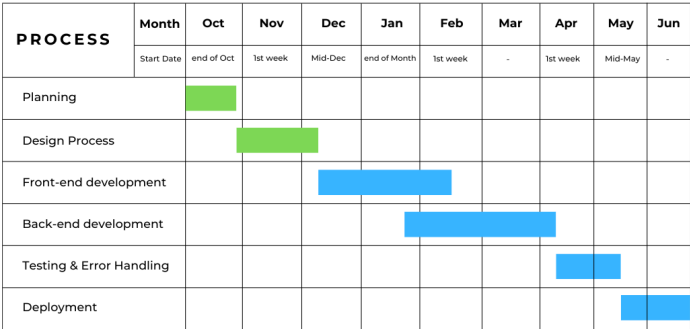 PROCESS
Month Oct Nov Dec Jan Feb Mar Apr May Jun
Start Date end of Oct 1st week Mid-Dec end of Month 1st week - 1st week Mid-May -
Planning
Design Process
Front-end development
Back-end development
Testing & Error Handling
Deployment